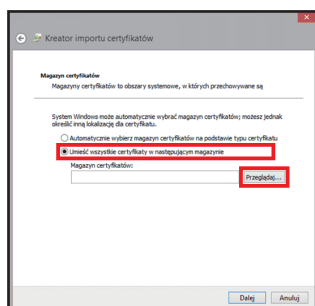 Kreator importu certyfikatów
Magazyn certyfikatów
Magazyny certyfikatów to obszary systemowe, w których przechowywane są
System Windows może automatycznie wybrać magazyn certyfikatów; możesz jednak
określić inną lokalizację dla certyfikatu.
Automatycznie wybierz magazyn certyfikatów na podstawie typu certyfikatu
Umieść wszystkie certyfikaty w następującym magazynie
Magazyn certyfikatów:
Przeglądaj...
Dalej
Anuluj